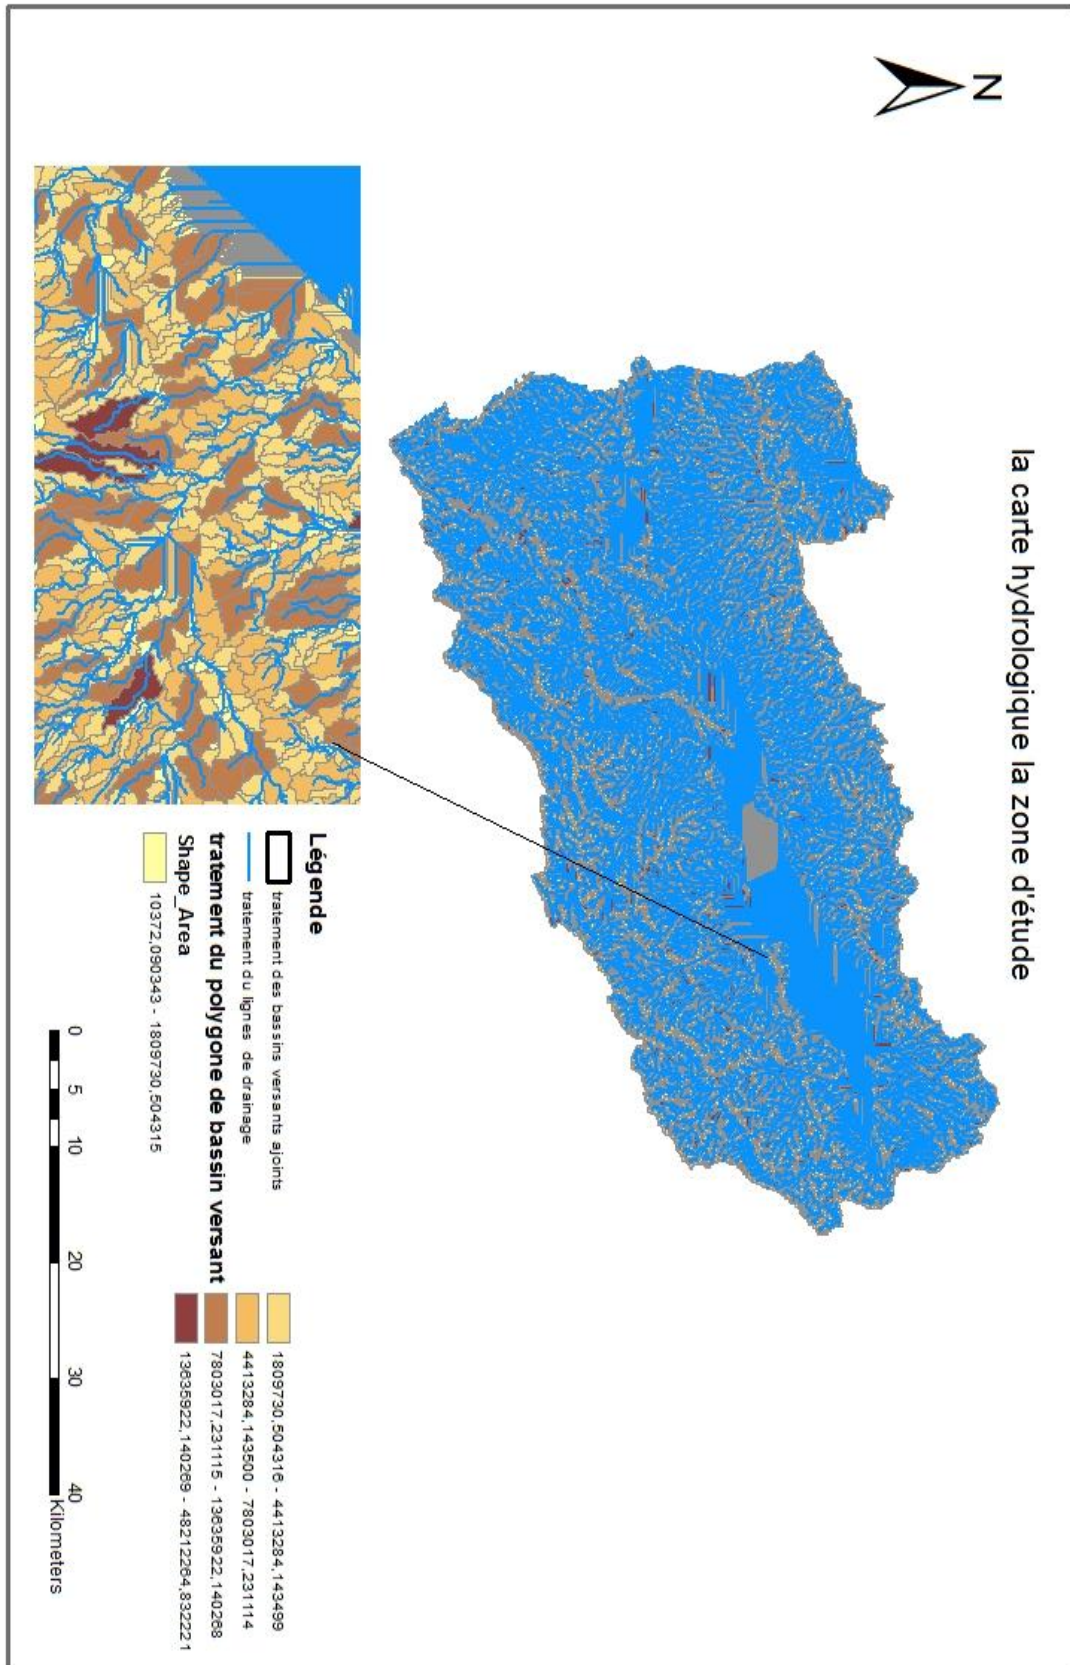 la carte hydrologique la zone d'étude
N
Légende
tratement des bassins versants ajoints
tratement du lignes de drainage
tratement du polygone de bassin versant
Shape_Area
10372,090343 - 1809730,504315
1809730,504316 - 4413284,143499
4413284,143500 - 7803017,231114
7803017,231115 - 13635922,140268
13635922,140269 - 48212264,832221
0 5 10 20 30 40
Kilometers